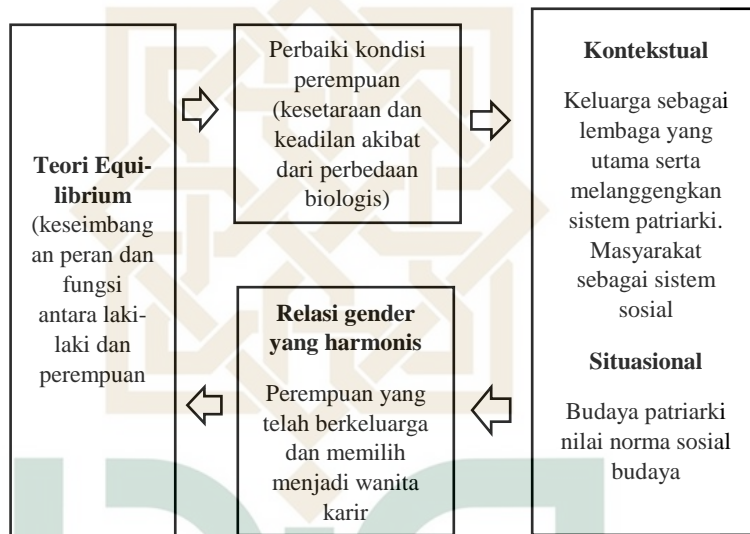 Teori Equi-
librium
(keseimbang
an peran dan
fungsi
antara laki-
laki dan
perempuan
Perbaiki kondisi
perempuan
(kesetaraan dan
keadilan akibat
dari perbedaan
biologis)
Kontekstual
Keluarga sebagai
lembaga yang
utama serta
melanggengkan
sistem patriarki.
Masyarakat
sebagai sistem
sosial
Situasional
Budaya patriarki
nilai norma sosial
budaya
Relasi gender
yang harmonis
Perempuan yang
telah berkeluarga
dan memilih
menjadi wanita
karir